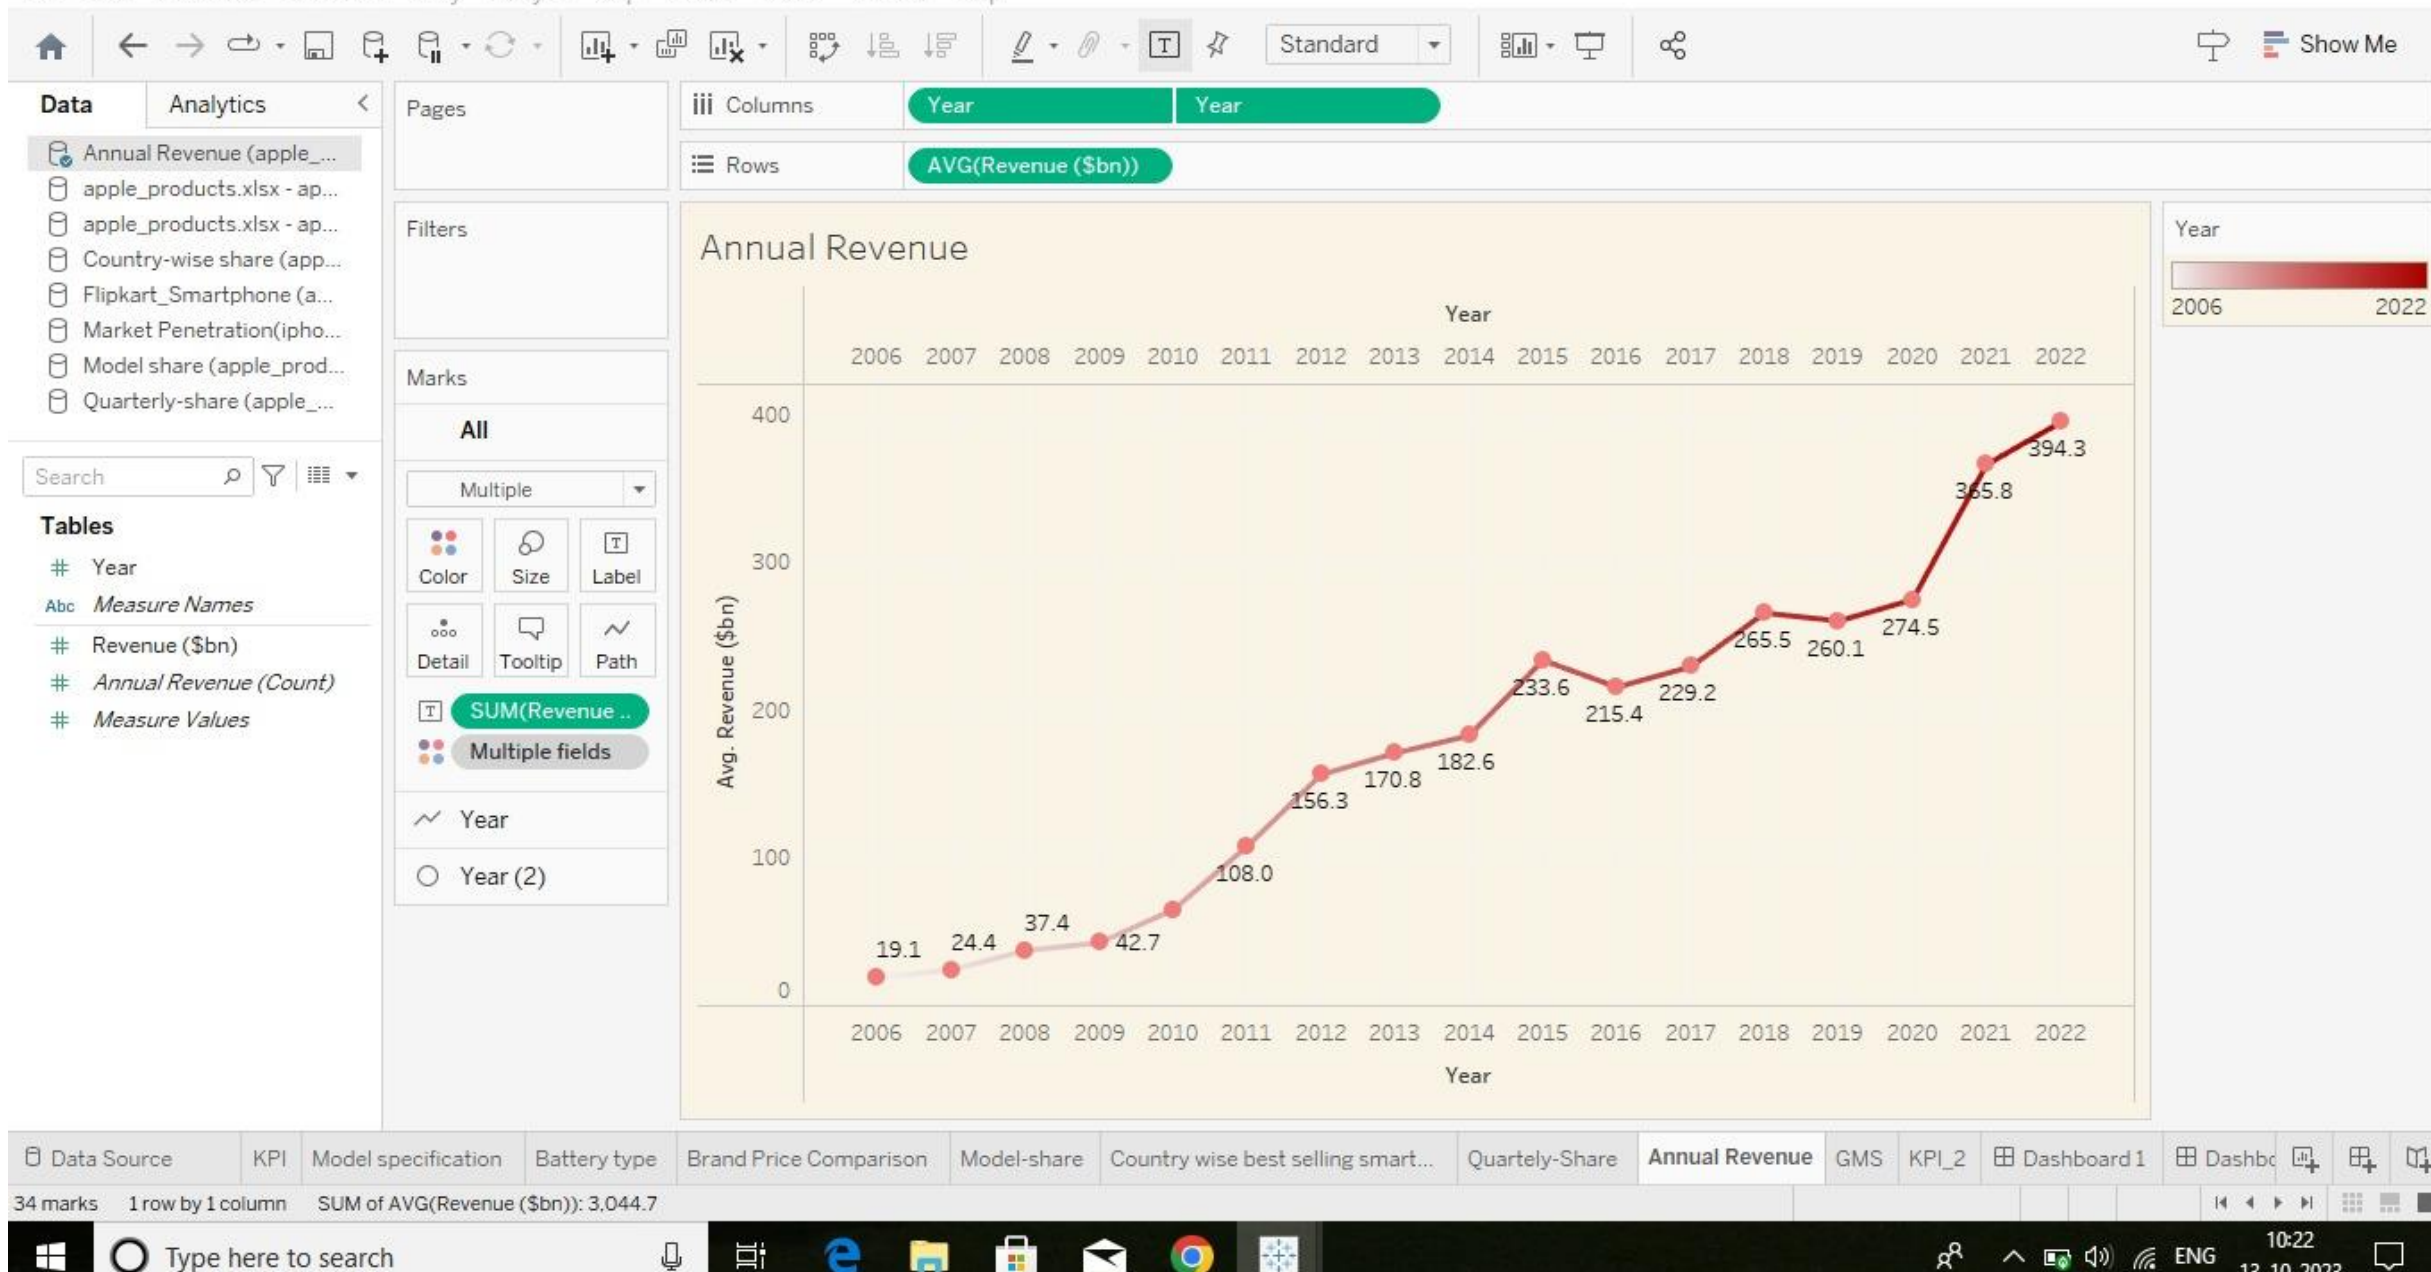 Standard
Show Me
Data
Analytics
Pages
Columns
Year
Year
Annual Revenue (apple_...
apple_products.xlsx - ap...
apple_products.xlsx - ap...
Country-wise share (app...
Flipkart_Smartphone (a...
Market Penetration(ipho...
Model share (apple_prod...
Quarterly-share (apple_...
Rows
AVG(Revenue ($bn))
Filters
Search
Tables
Year
Abc Measure Names
Revenue ($bn)
Annual Revenue (Count)
Measure Values
Marks
All
Multiple
Color Size Label
Detail Tooltip Path
SUM(Revenue ..
Multiple fields
Year
Year (2)
Annual Revenue
Year
2006 2007 2008 2009 2010 2011 2012 2013 2014 2015 2016 2017 2018 2019 2020 2021 2022
Avg. Revenue ($bn)
400
300
200
100
0
19.1
24.4
37.4
42.7
108.0
156.3
170.8
182.6
233.6
215.4
229.2
265.5
260.1
274.5
365.8
394.3
2006 2007 2008 2009 2010 2011 2012 2013 2014 2015 2016 2017 2018 2019 2020 2021 2022
Year
Year
2006 2022
Data Source KPI Model specification Battery type Brand Price Comparison Model-share Country wise best selling smart... Quartely-Share Annual Revenue GMS KPI_2 Dashboard 1 Dashbo
34 marks 1 row by 1 column SUM of AVG(Revenue ($bn)): 3,044.7
Type here to search
ENG
10:22
13-10-2023